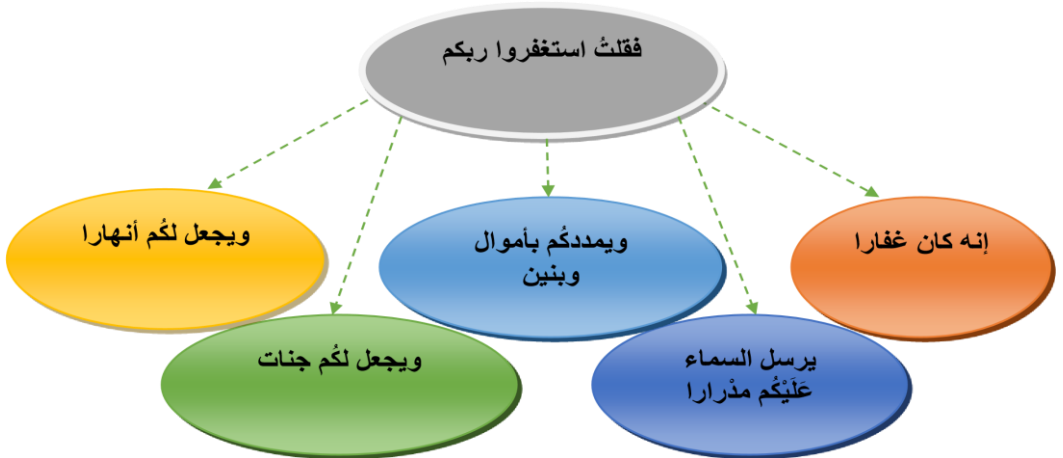 فقلتُ استغفروا ربكم
إنه كان غفارا
يرسل السماء
عَلَيْكُم مدْرارا
ويمددكُم بأموال
وبنين
ويجعل لكُم جنات
ويجعل لكُم أنهارا